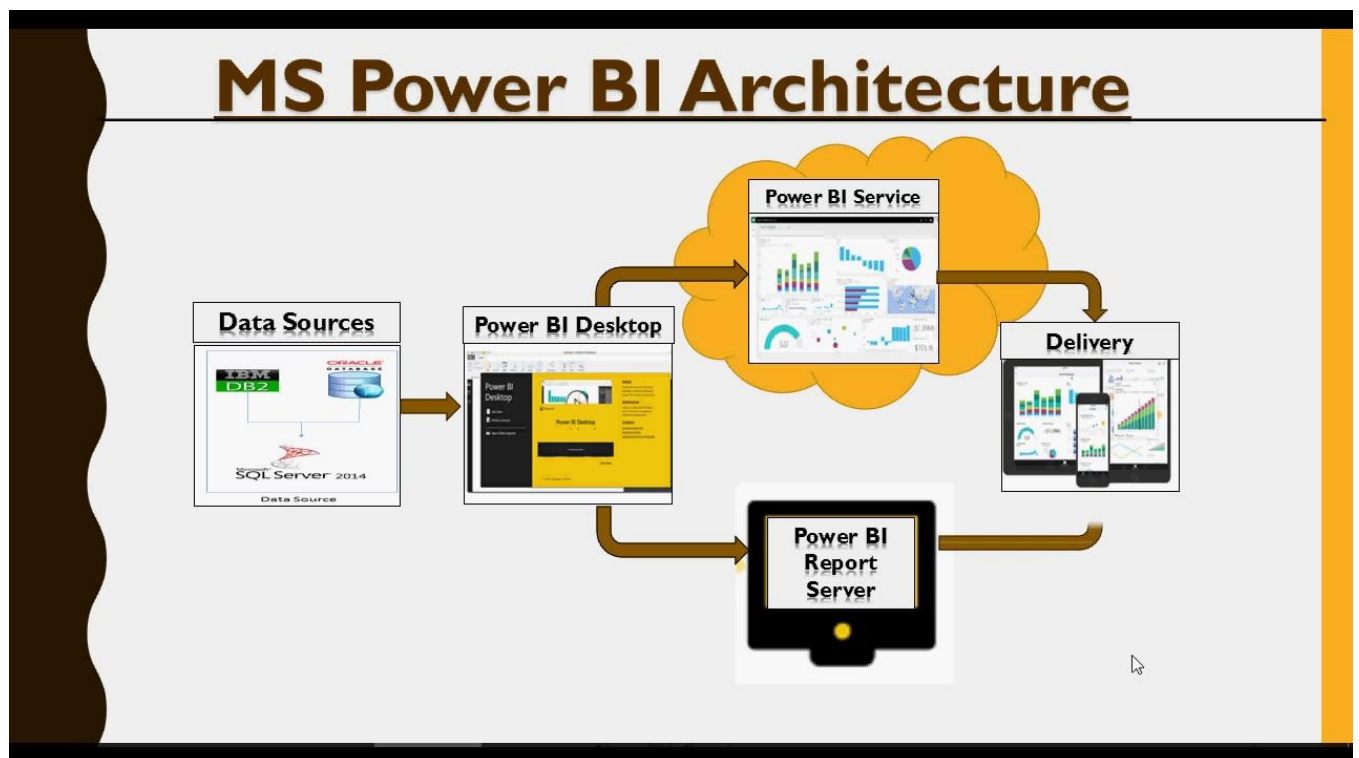 MS Power BI Architecture
Power BI Service
Data Sources
Power BI Desktop
Delivery
IBM
DB2
ORACLE
DATABASE
Microsoft
SQL Server 2014
Data Source
Power BI
Desktop
Power BI Desktop
Power BI
Report
Server